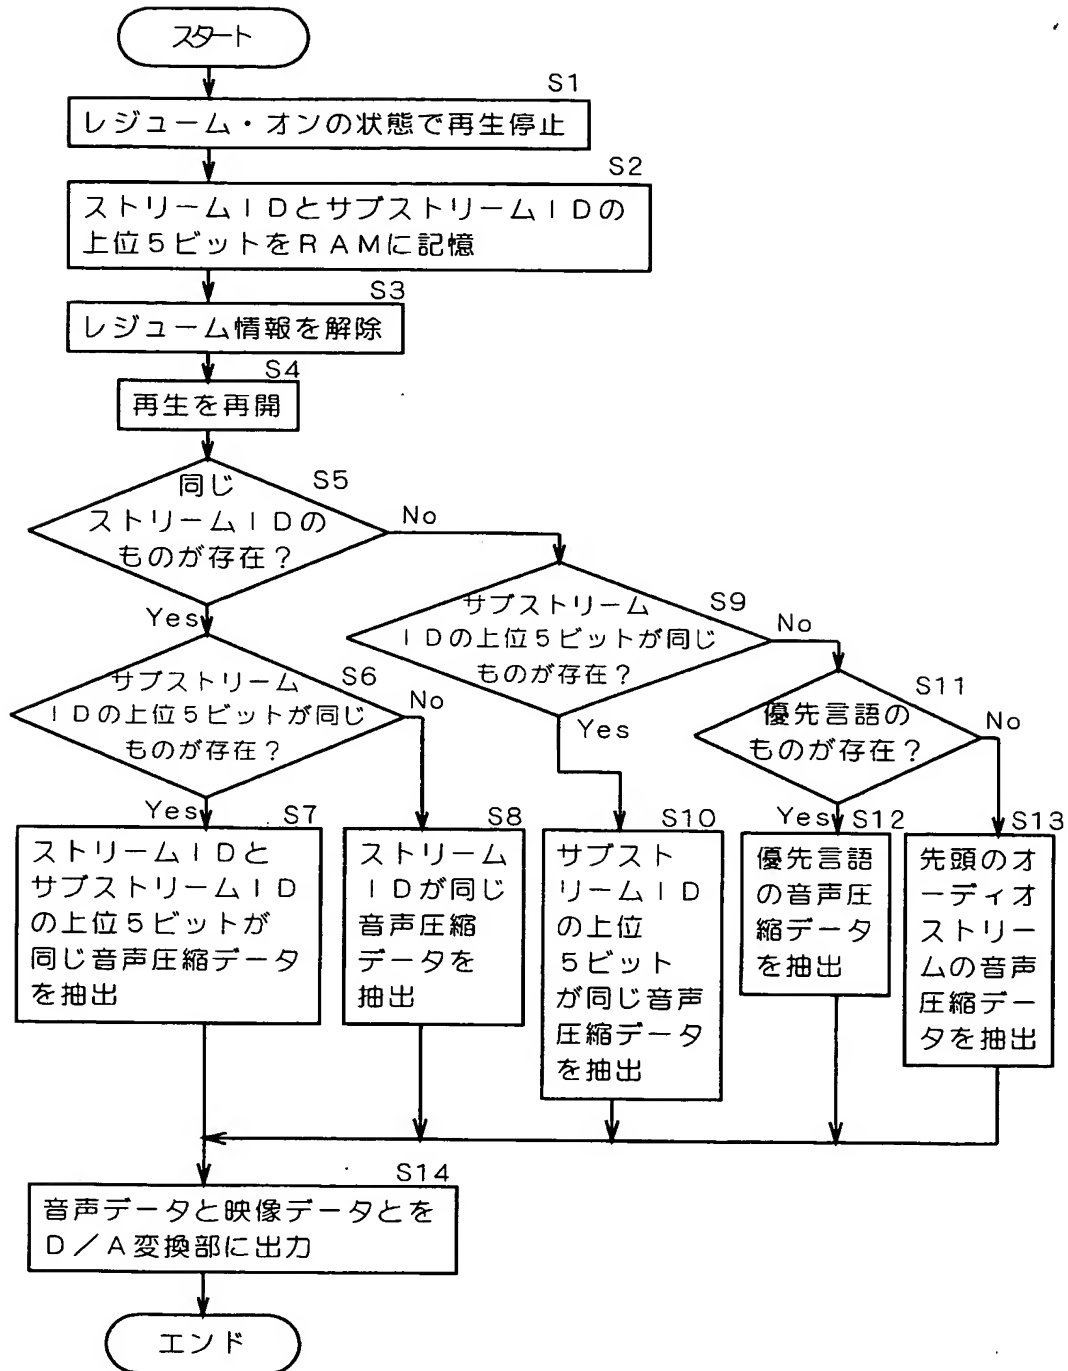 スタート
S1
レジューム・オンの状態で再生停止
S2
ストリームIDとサブストリームIDの
上位5ビットをRAMに記憶
S3
レジューム情報を解除
S4
再生を再開
S5
同じ
ストリームIDの
ものが存在?
No
Yes
S9
サブストリーム
IDの上位5ビットが同じ
ものが存在?
No
Yes
S6
サブストリーム
IDの上位5ビットが同じ
ものが存在?
No
Yes
S11
優先言語の
ものが存在?
No
Yes
S7
ストリームIDと
サブストリームID
の上位5ビットが
同じ音声圧縮データ
を抽出
S8
ストリーム
IDが同じ
音声圧縮
データを
抽出
S10
サブスト
リームID
の上位
5ビット
が同じ音声
圧縮データ
を抽出
S12
優先言語
の音声圧
縮データ
を抽出
S13
先頭のオ
ーディオ
ストリー
ムの音声
圧縮デー
タを抽出
S14
音声データと映像データとを
D/A変換部に出力
エンド